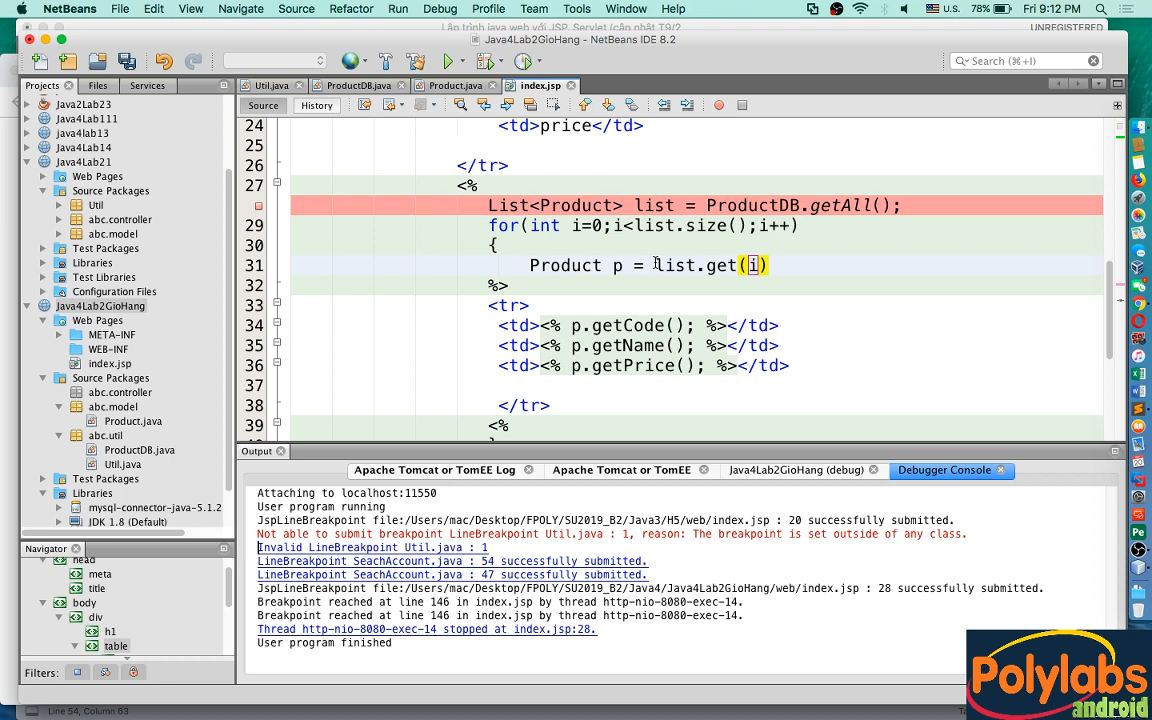 NetBeans File Edit View Navigate Source Refactor Run Debug Profile Team Tools Window Help U.S. 78% Fri 9:12 PM
Lập trình java web với JSP, Servlet (cập nhật T9/2 UNREGISTERED
Java4Lab2GioHang - NetBeans IDE 8.2
Search (⌘+I)
Projects Files Services Util.java ProductDB.java Product.java index.jsp
Source History
Java2Lab23
Java4Lab111
java4lab13
Java4Lab14
Java4Lab21
Web Pages
Source Packages
Util
abc.controller
abc.model
Test Packages
Libraries
Test Libraries
Configuration Files
Java4Lab2GioHang
Web Pages
META-INF
WEB-INF
index.jsp
Source Packages
abc.controller
abc.model
Product.java
abc.util
ProductDB.java
Util.java
Test Packages
Libraries
mysql-connector-java-5.1.2
JDK 1.8 (Default)
Navigator
head
meta
title
body
div
h1
table
Filters:
24 <td>price</td>
25
26 </tr>
27 <%
List<Product> list = ProductDB.getAll();
29 for(int i=0;i<list.size();i++)
30 {
31 Product p = list.get(i)
32 %>
33 <tr>
34 <td><% p.getCode(); %></td>
35 <td><% p.getName(); %></td>
36 <td><% p.getPrice(); %></td>
37
38 </tr>
39 <%
Output
Apache Tomcat or TomEE Log Apache Tomcat or TomEE Java4Lab2GioHang (debug) Debugger Console
Attaching to localhost:11550
User program running
JspLineBreakpoint file:/Users/mac/Desktop/FPOLY/SU2019_B2/Java3/H5/web/index.jsp : 20 successfully submitted.
Not able to submit breakpoint LineBreakpoint Util.java : 1, reason: The breakpoint is set outside of any class.
Invalid LineBreakpoint Util.java : 1
LineBreakpoint SeachAccount.java : 54 successfully submitted.
LineBreakpoint SeachAccount.java : 47 successfully submitted.
JspLineBreakpoint file:/Users/mac/Desktop/FPOLY/SU2019_B2/Java4/Java4Lab2GioHang/web/index.jsp : 28 successfully submitted.
Breakpoint reached at line 146 in index.jsp by thread http-nio-8080-exec-14.
Breakpoint reached at line 146 in index.jsp by thread http-nio-8080-exec-14.
Thread http-nio-8080-exec-14 stopped at index.jsp:28.
User program finished
Polylabs
android
Line 54, Column 63